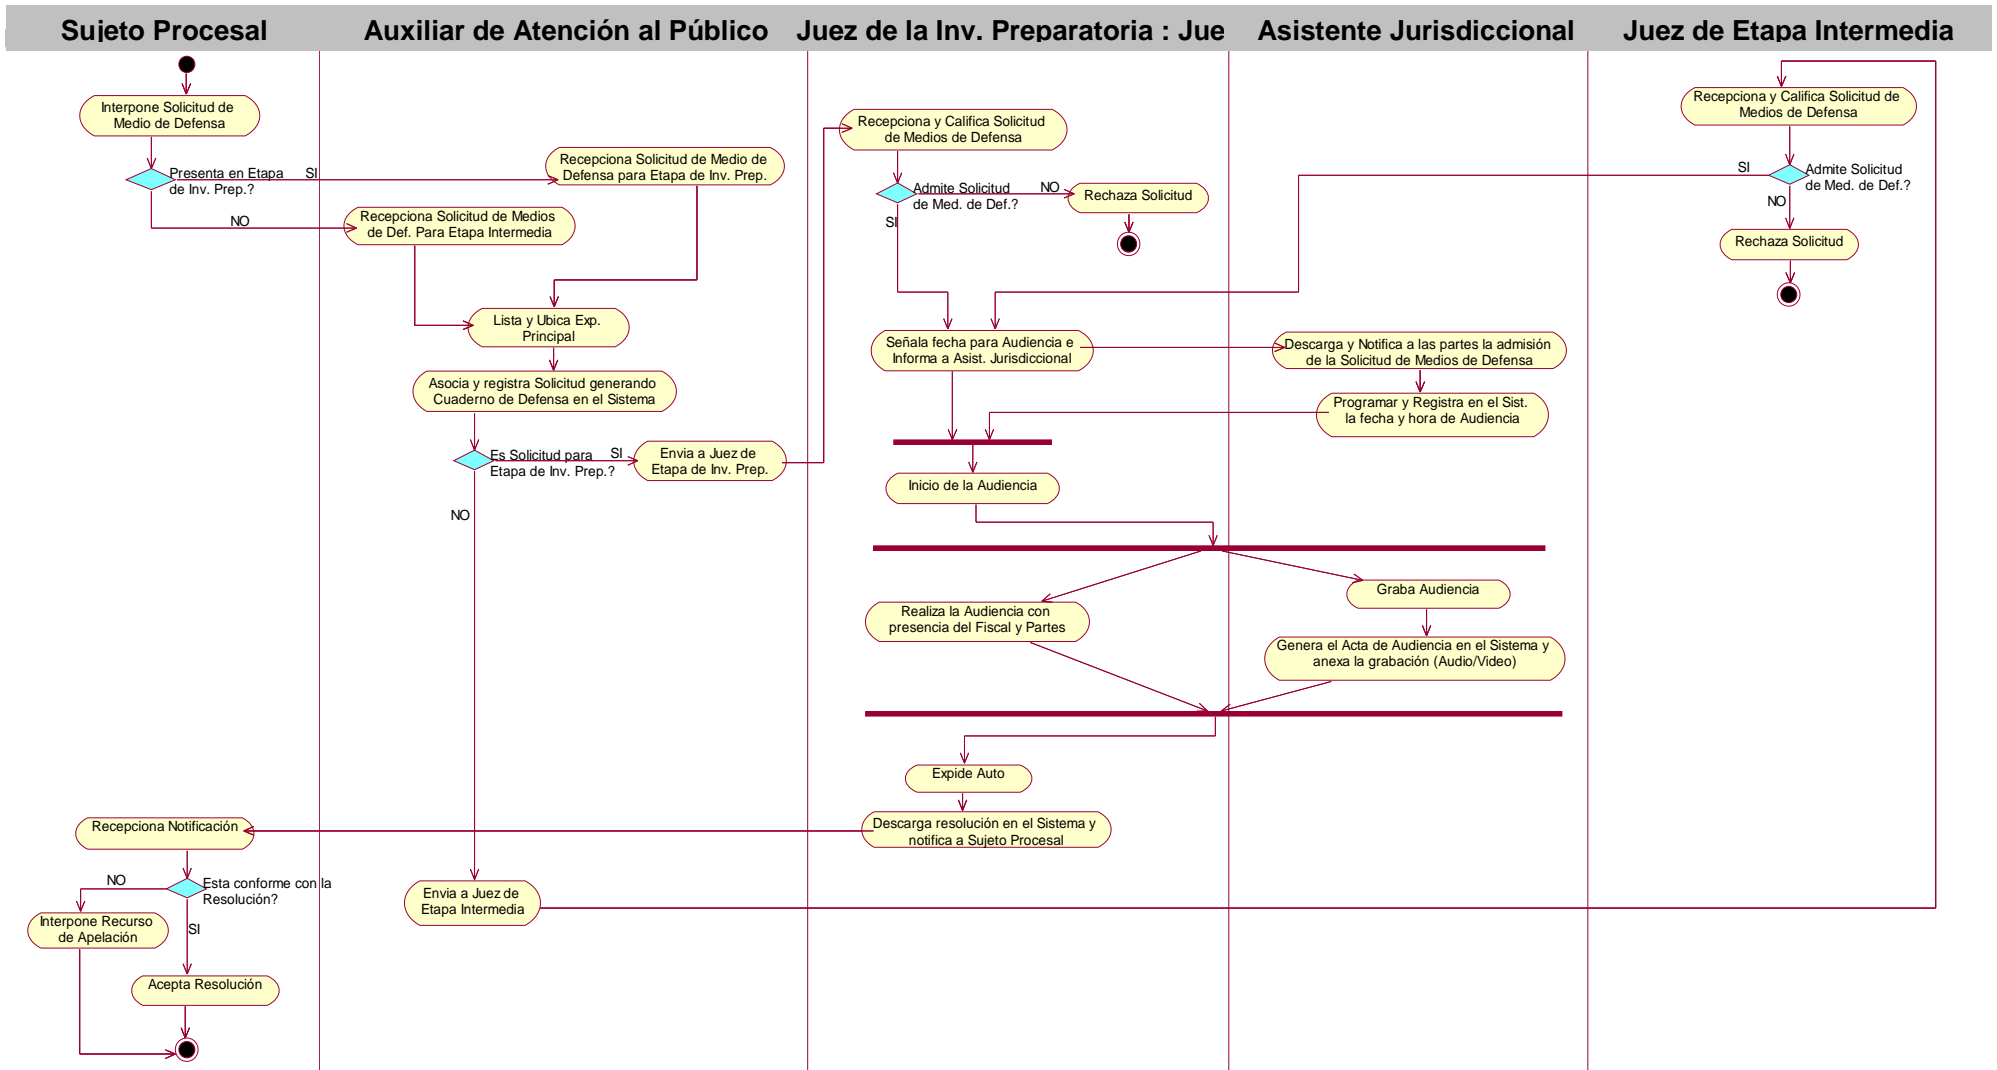 Sujeto Procesal
Auxiliar de Atención al Público
Juez de la Inv. Preparatoria : Jue
Asistente Jurisdiccional
Juez de Etapa Intermedia
Interpone Solicitud de
Medio de Defensa
Presenta en Etapa
de Inv. Prep.?
SI
NO
Recepciona Solicitud de Medio de
Defensa para Etapa de Inv. Prep.
Recepciona Solicitud de Medios
de Def. Para Etapa Intermedia
Lista y Ubica Exp.
Principal
Asocia y registra Solicitud generando
Cuaderno de Defensa en el Sistema
Es Solicitud para
Etapa de Inv. Prep.?
SI
NO
Envia a Juez de
Etapa de Inv. Prep.
Envia a Juez de
Etapa Intermedia
Recepciona y Califica Solicitud
de Medios de Defensa
Admite Solicitud
de Med. de Def.?
NO
SI
Rechaza Solicitud
Señala fecha para Audiencia e
Informa a Asist. Jurisdiccional
Descarga y Notifica a las partes la admisión
de la Solicitud de Medios de Defensa
Programar y Registra en el Sist.
la fecha y hora de Audiencia
Inicio de la Audiencia
Realiza la Audiencia con
presencia del Fiscal y Partes
Graba Audiencia
Genera el Acta de Audiencia en el Sistema y
anexa la grabación (Audio/Video)
Expide Auto
Descarga resolución en el Sistema y
notifica a Sujeto Procesal
Recepciona y Califica Solicitud de
Medios de Defensa
Admite Solicitud
de Med. de Def.?
SI
NO
Rechaza Solicitud
Recepciona Notificación
Esta conforme con la
Resolución?
NO
SI
Interpone Recurso
de Apelación
Acepta Resolución